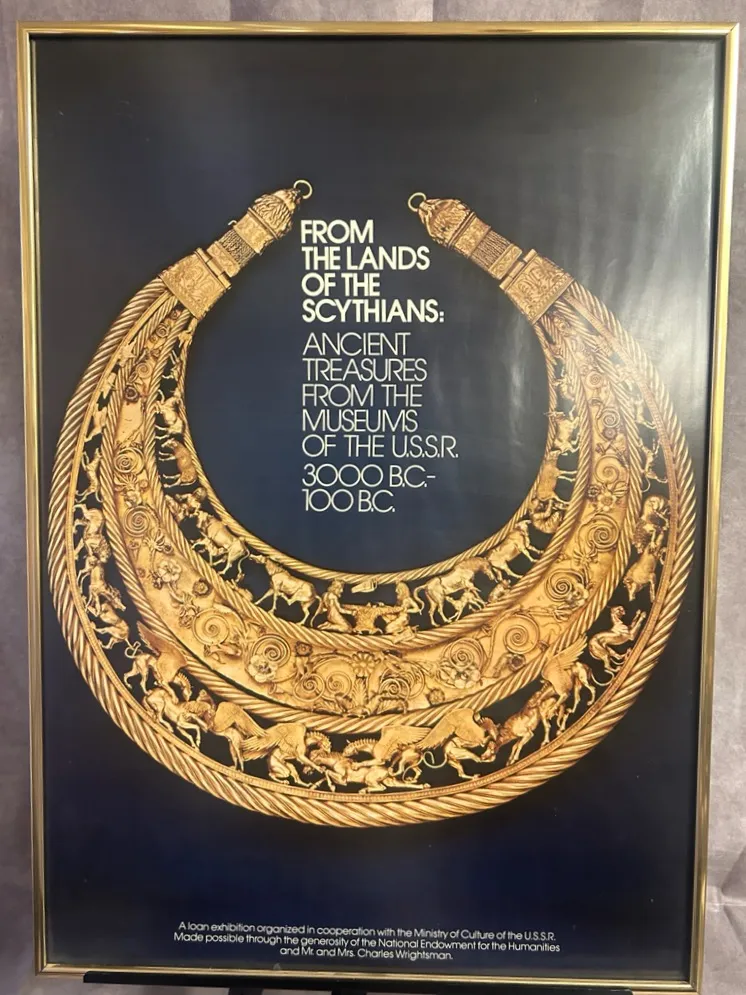 FROM
THE LANDS
OF THE
SCYTHIANS:
ANCIENT
TREASURES
FROM THE
MUSEUMS
OF THE U.S.S.R.
3000 B.C.-
100 B.C.
A loan exhibition organized in cooperation with the Ministry of Culture of the U.S.S.R.
Made possible through the generosity of the National Endowment for the Humanities
and Mr. and Mrs. Charles Wrightsman.